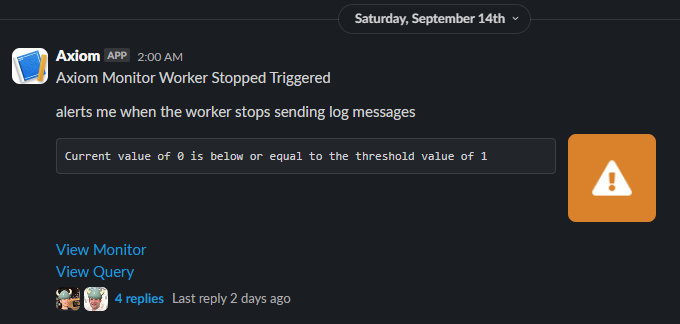 Saturday, September 14th
Axiom APP 2:00 AM
Axiom Monitor Worker Stopped Triggered
alerts me when the worker stops sending log messages
Current value of 0 is below or equal to the threshold value of 1
View Monitor
View Query
4 replies Last reply 2 days ago